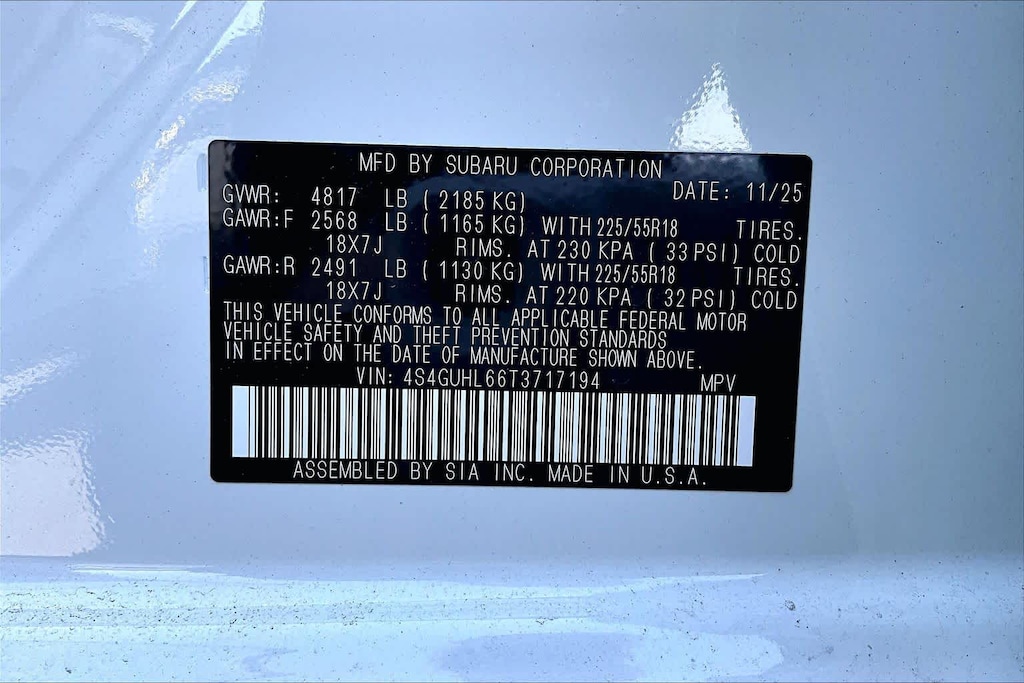 MFD BY SUBARU CORPORATION
GVWR: 4817 LB ( 2185 KG) DATE: 11/25
GAWR:F 2568 LB ( 1165 KG) WITH 225/55R18 TIRES.
18X7J RIMS. AT 230 KPA ( 33 PSI) COLD
GAWR:R 2491 LB ( 1130 KG) WITH 225/55R18 TIRES.
18X7J RIMS. AT 220 KPA ( 32 PSI) COLD
THIS VEHICLE CONFORMS TO ALL APPLICABLE FEDERAL MOTOR
VEHICLE SAFETY AND THEFT PREVENTION STANDARDS
IN EFFECT ON THE DATE OF MANUFACTURE SHOWN ABOVE.
VIN: 4S4GUHL66T3717194 MPV
ASSEMBLED BY SIA INC. MADE IN U.S.A.